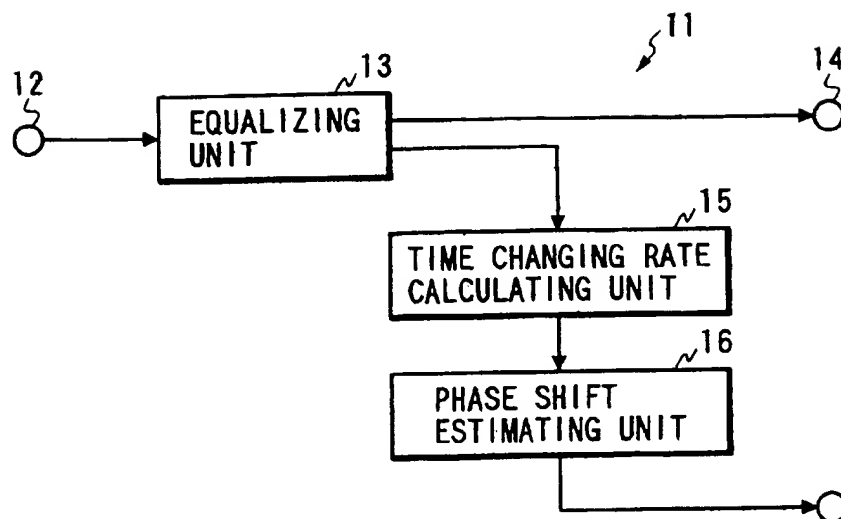 11
12
13
14
EQUALIZING
UNIT
15
TIME CHANGING RATE
CALCULATING UNIT
16
PHASE SHIFT
ESTIMATING UNIT